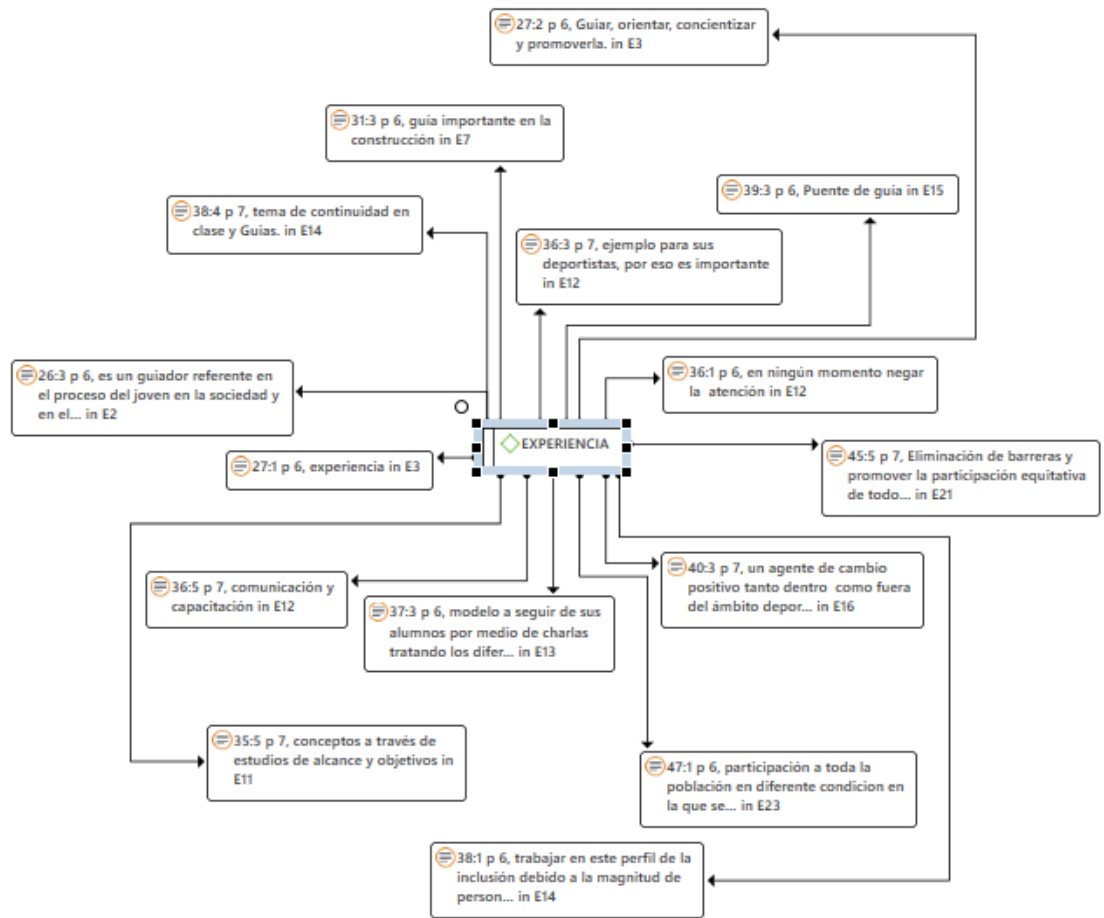 27:2 p 6, Guiar, orientar, concientizar
y promoverla. in E3
31:3 p 6, guía importante en la
construcción in E7
39:3 p 6, Puente de guía in E15
38:4 p 7, tema de continuidad en
clase y Guías. in E14
36:3 p 7, ejemplo para sus
deportistas, por eso es importante
in E12
26:3 p 6, es un guiador referente en
el proceso del joven en la sociedad y
en el... in E2
36:1 p 6, en ningún momento negar
la atención in E12
EXPERIENCIA
27:1 p 6, experiencia in E3
45:5 p 7, Eliminación de barreras y
promover la participación equitativa
de todo... in E21
36:5 p 7, comunicación y
capacitación in E12
37:3 p 6, modelo a seguir de sus
alumnos por medio de charlas
tratando los difer... in E13
40:3 p 7, un agente de cambio
positivo tanto dentro como fuera
del ámbito depor... in E16
35:5 p 7, conceptos a través de
estudios de alcance y objetivos in
E11
47:1 p 6, participación a toda la
población en diferente condicion en
la que se... in E23
38:1 p 6, trabajar en este perfil de la
inclusión debido a la magnitud de
person... in E14